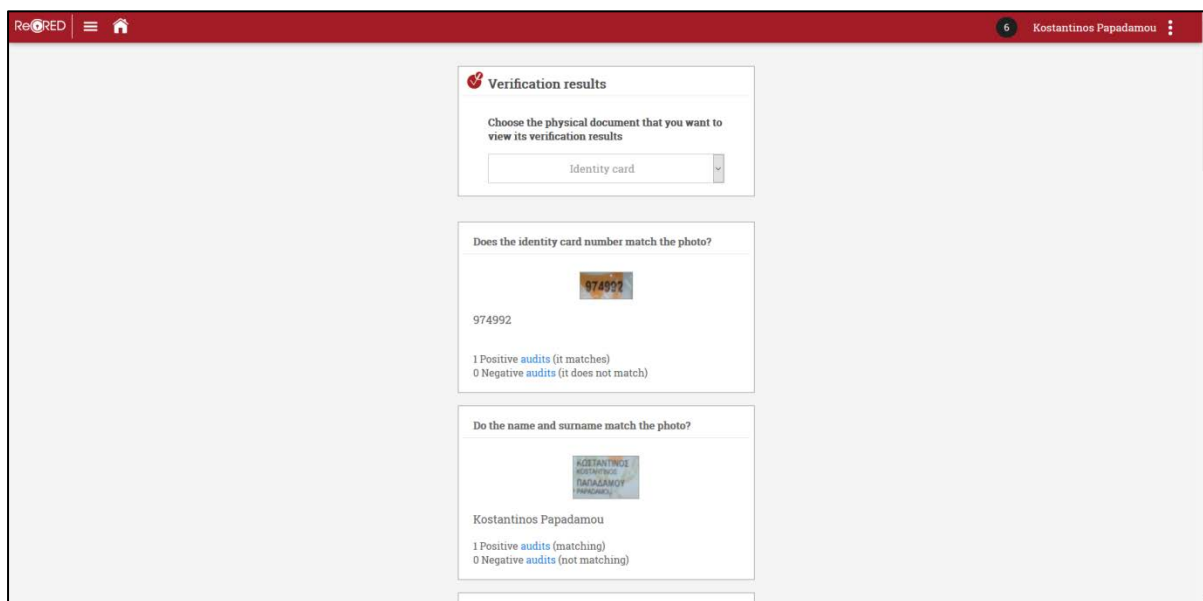 ReCRED
6
Kostantinos Papadamou
Verification results
Choose the physical document that you want to
view its verification results
Identity card
Does the identity card number match the photo?
974992
974992
1 Positive audits (it matches)
0 Negative audits (it does not match)
Do the name and surname match the photo?
ΚΩΣΤΑΝΤΙΝΟΣ
KOSTANTINOS
ΠΑΠΑΔΑΜΟΥ
PAPADAMOU
Kostantinos Papadamou
1 Positive audits (matching)
0 Negative audits (not matching)